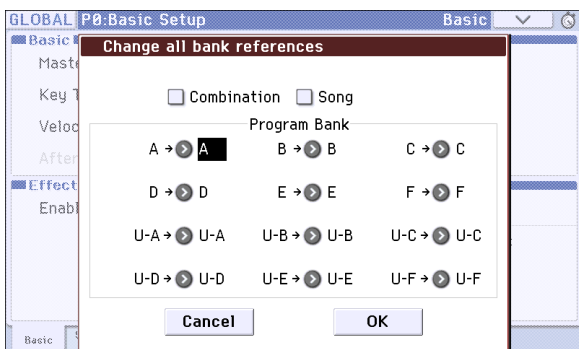 GLOBAL P0:Basic Setup Basic
Basic
Change all bank references
Combination Song
Program Bank
A → A B → B C → C
D → D E → E F → F
U-A → U-A U-B → U-B U-C → U-C
U-D → U-D U-E → U-E U-F → U-F
Cancel OK
Key
Veloc
After
Effect
Enabl
Basic